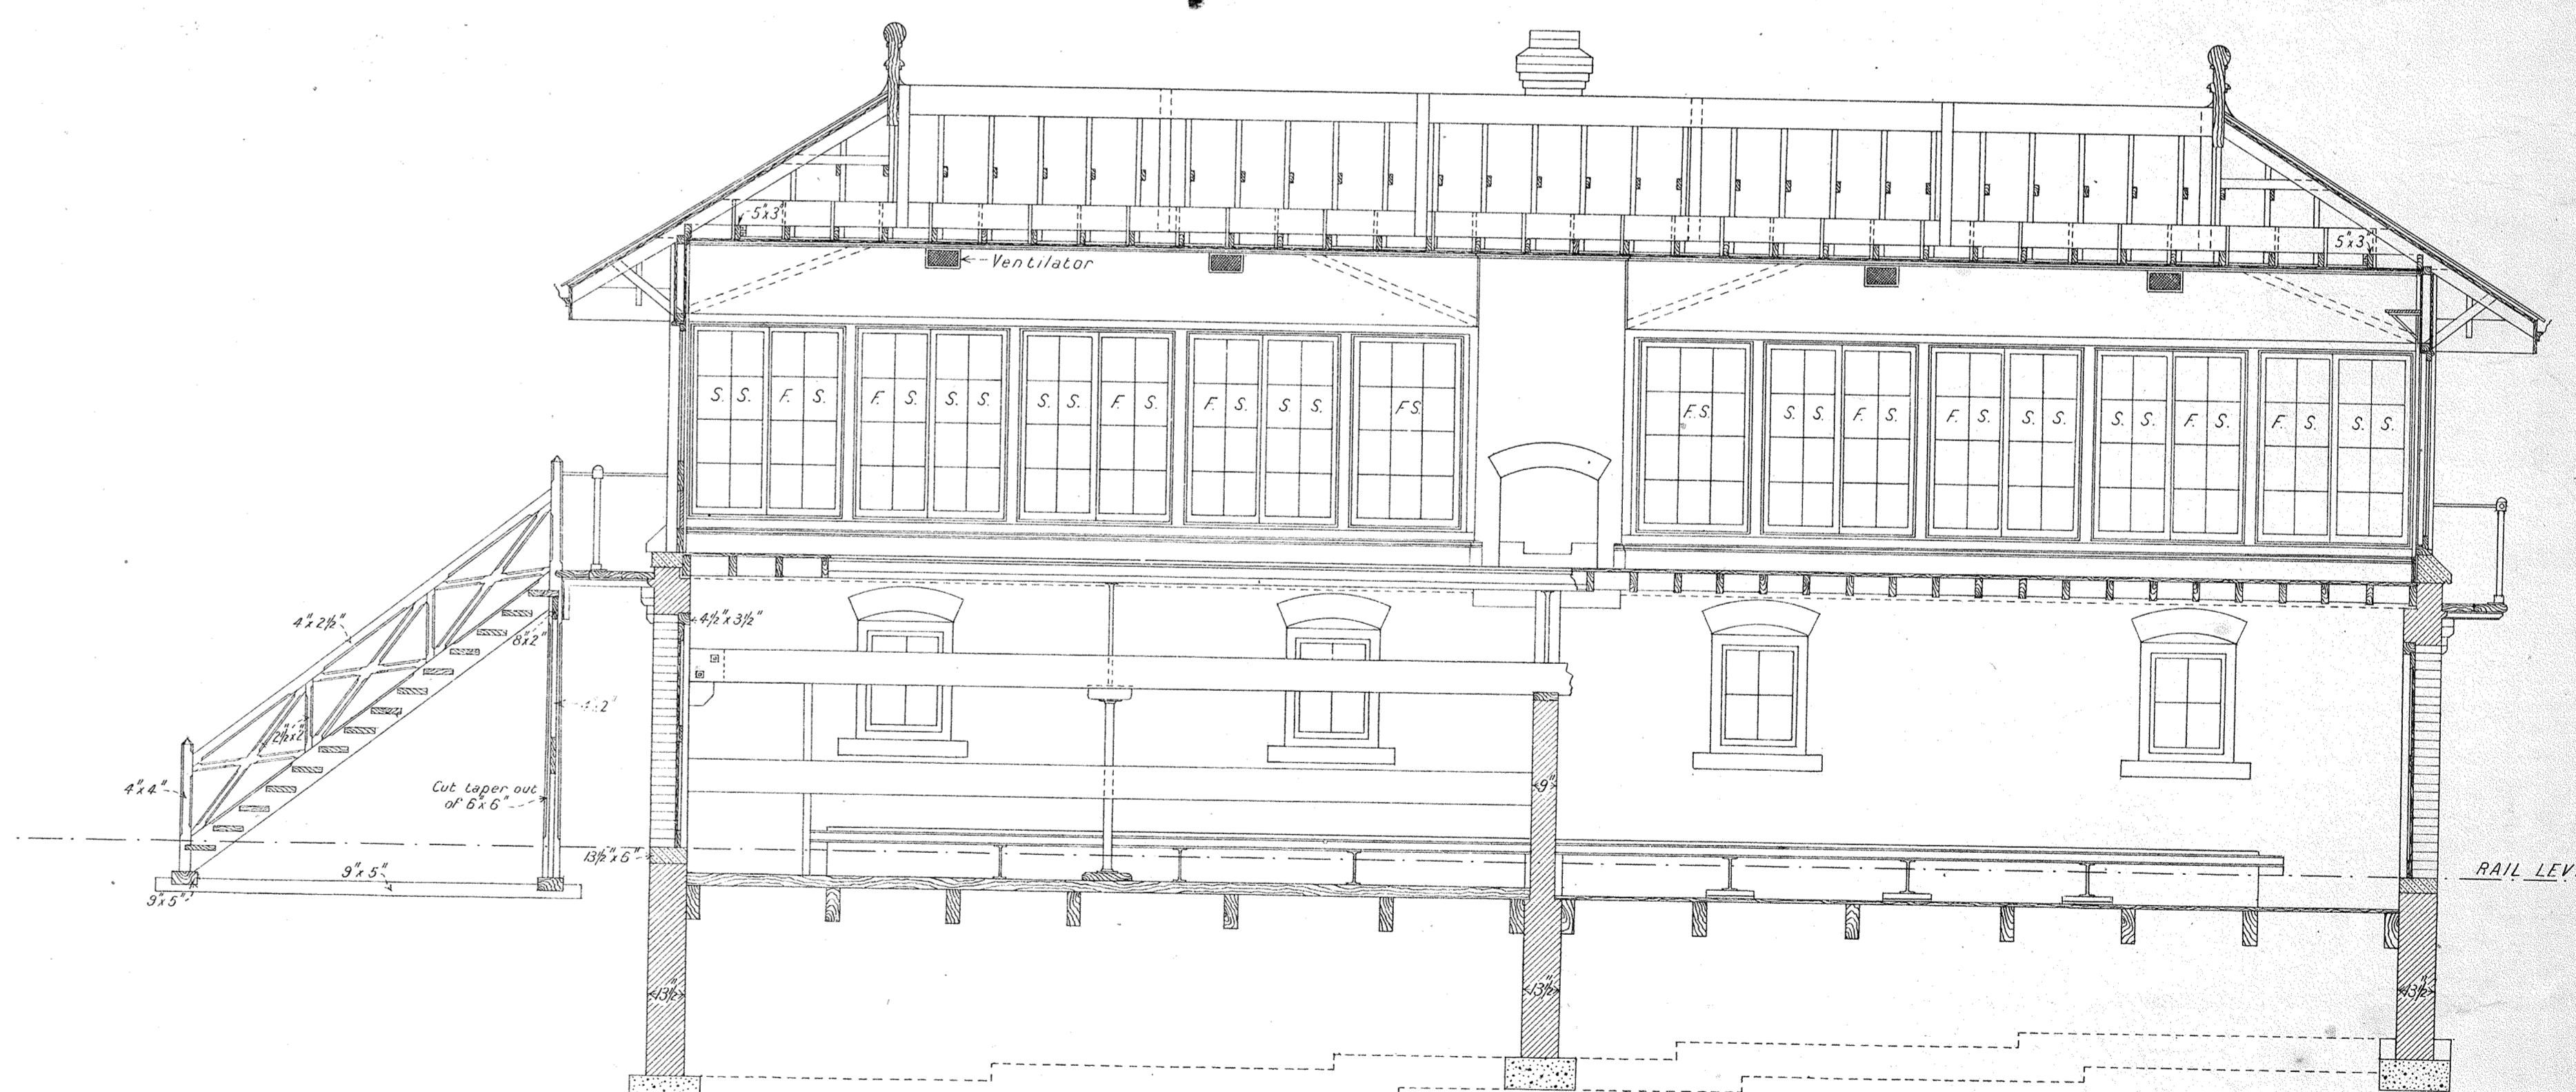 5"x3"
5"x3"
Ventilator
S. S. F. S. F. S. S. S. S. S. F. S. F. S. S. S. F.S.
F.S. S. S. F. S. F. S. S. S. S. S. F. S. F. S. S. S.
4"x2½"
8"x2"
4½"x3½"
2½"x2"
4"x4"
Cut taper out
of 6"x6"
9"
13½"x6"
9"x5"
9"x5"
RAIL LEV
13½"
13½"
13½"